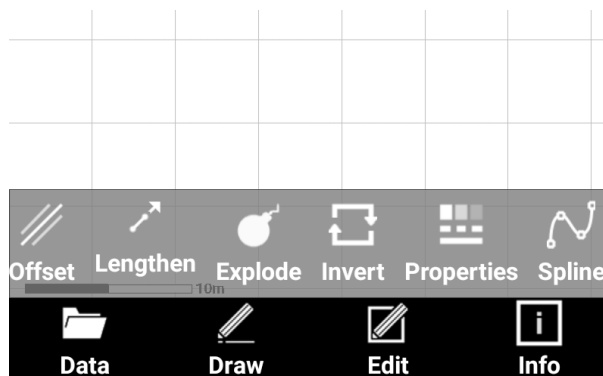 Offset Lengthen Explode Invert Properties Spline
10m
Data Draw Edit Info